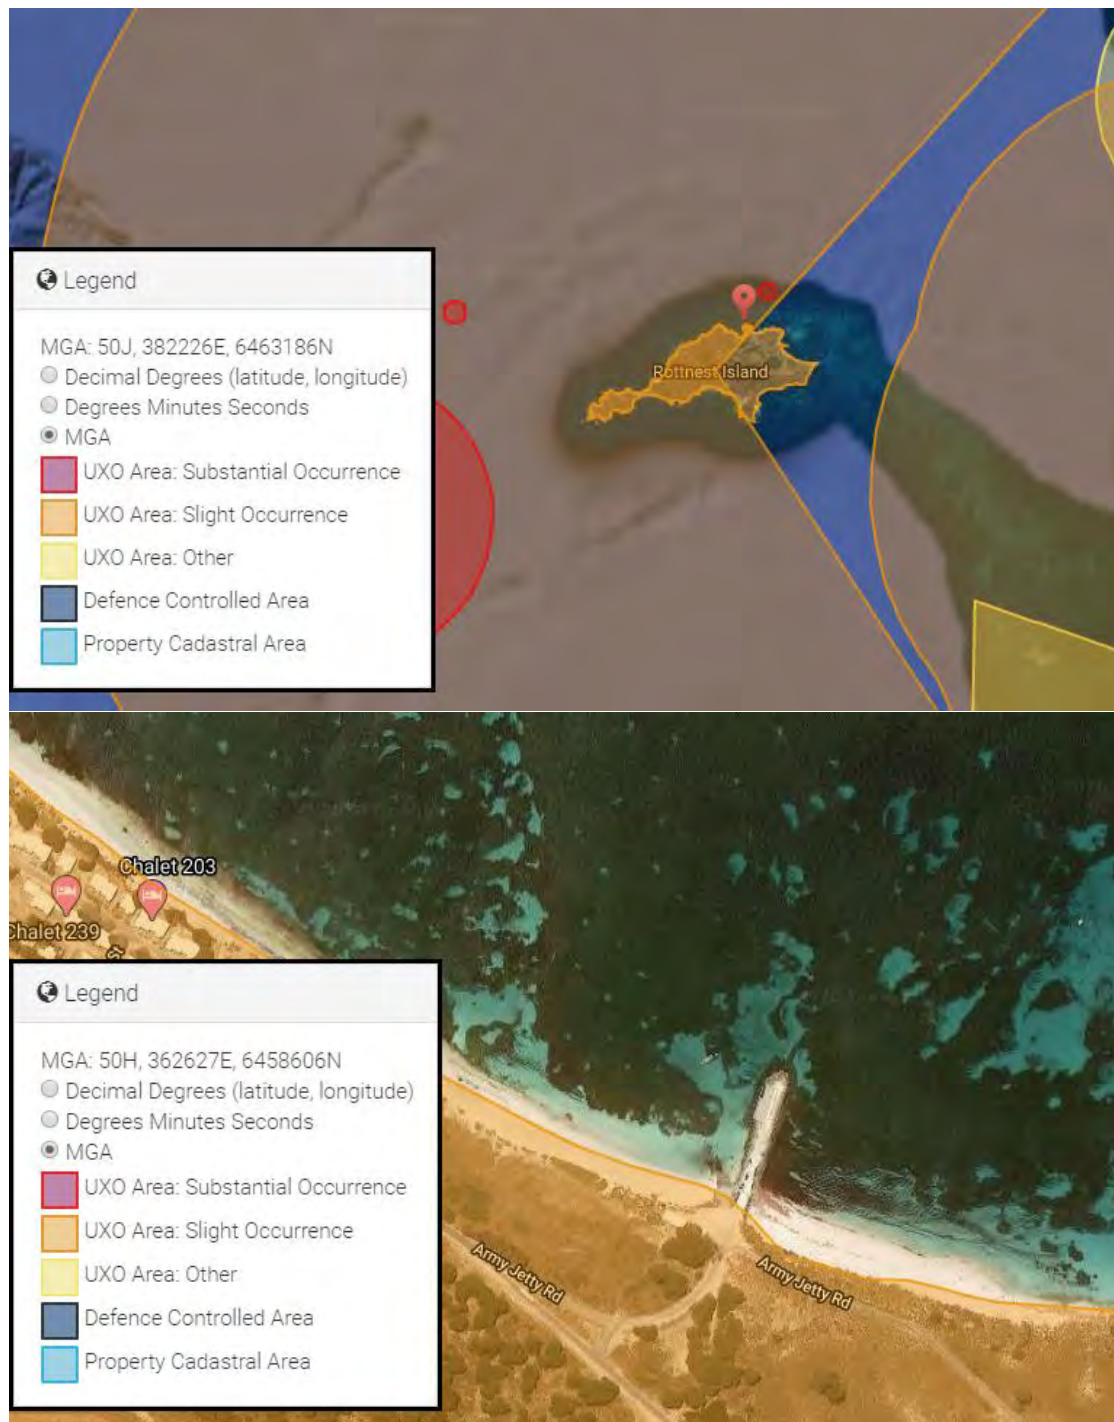 Rottnest Island
Legend
MGA: 50J, 382226E, 6463186N
Decimal Degrees (latitude, longitude)
Degrees Minutes Seconds
MGA
UXO Area: Substantial Occurrence
UXO Area: Slight Occurrence
UXO Area: Other
Defence Controlled Area
Property Cadastral Area
Chalet 203
Chalet 239
St
Legend
MGA: 50H, 362627E, 6458606N
Decimal Degrees (latitude, longitude)
Degrees Minutes Seconds
MGA
UXO Area: Substantial Occurrence
UXO Area: Slight Occurrence
UXO Area: Other
Defence Controlled Area
Property Cadastral Area
Army Jetty Rd
Army Jetty Rd